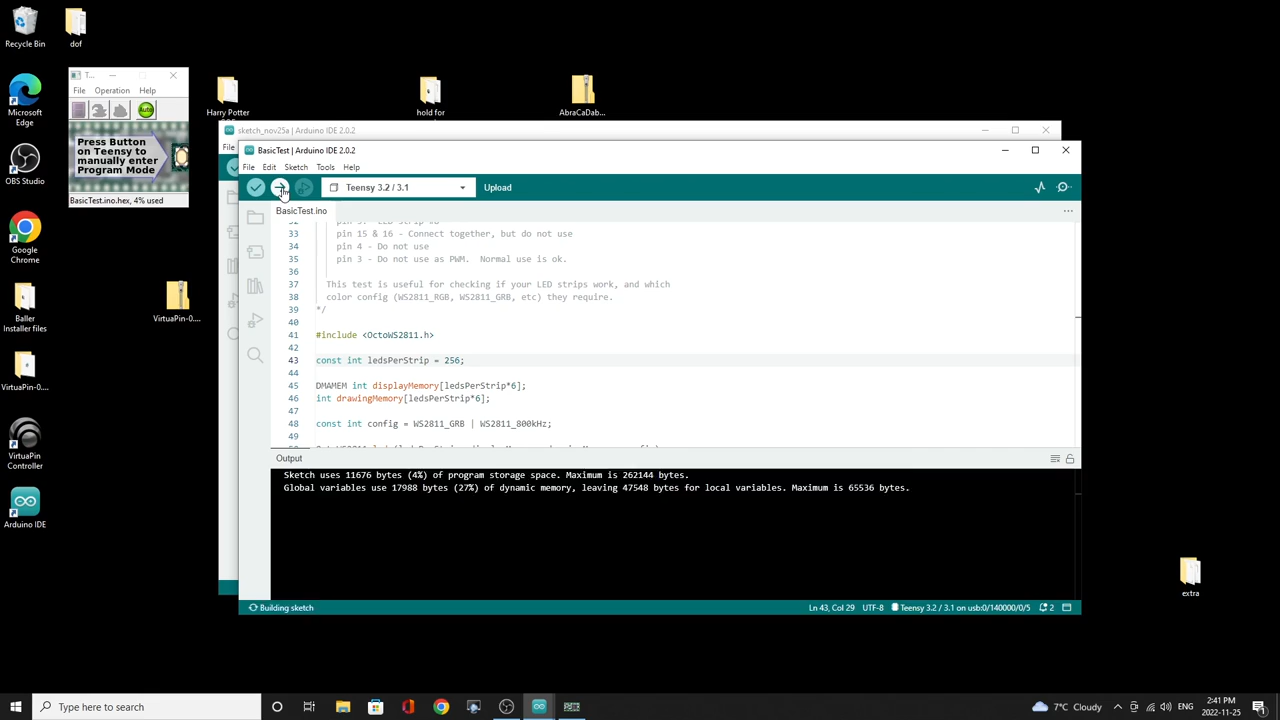 Recycle Bin
dof
Microsoft
Edge
OBS Studio
Google
Chrome
Baller
Installer files
VirtuaPin-0....
VirtuaPin
Controller
Arduino IDE
T...
File Operation Help
Auto
Press Button
on Teensy to
manually enter
Program Mode
BasicTest.ino.hex, 4% used
Harry Potter
hold for
AbraCaDab...
VirtuaPin-0....
extra
sketch_nov25a | Arduino IDE 2.0.2
File
BasicTest | Arduino IDE 2.0.2
File Edit Sketch Tools Help
Teensy 3.2 / 3.1
Upload
BasicTest.ino
33 pin 15 & 16 - Connect together, but do not use
34 pin 4 - Do not use
35 pin 3 - Do not use as PWM. Normal use is ok.
36
37 This test is useful for checking if your LED strips work, and which
38 color config (WS2811_RGB, WS2811_GRB, etc) they require.
39 */
40
41 #include <OctoWS2811.h>
42
43 const int ledsPerStrip = 256;
44
45 DMAMEM int displayMemory[ledsPerStrip*6];
46 int drawingMemory[ledsPerStrip*6];
47
48 const int config = WS2811_GRB | WS2811_800kHz;
49
Output
Sketch uses 11676 bytes (4%) of program storage space. Maximum is 262144 bytes.
Global variables use 17988 bytes (27%) of dynamic memory, leaving 47548 bytes for local variables. Maximum is 65536 bytes.
Building sketch
Ln 43, Col 29 UTF-8 Teensy 3.2 / 3.1 on usb:0/140000/0/5 2
Type here to search
7°C Cloudy
ENG
2:41 PM
2022-11-25
1